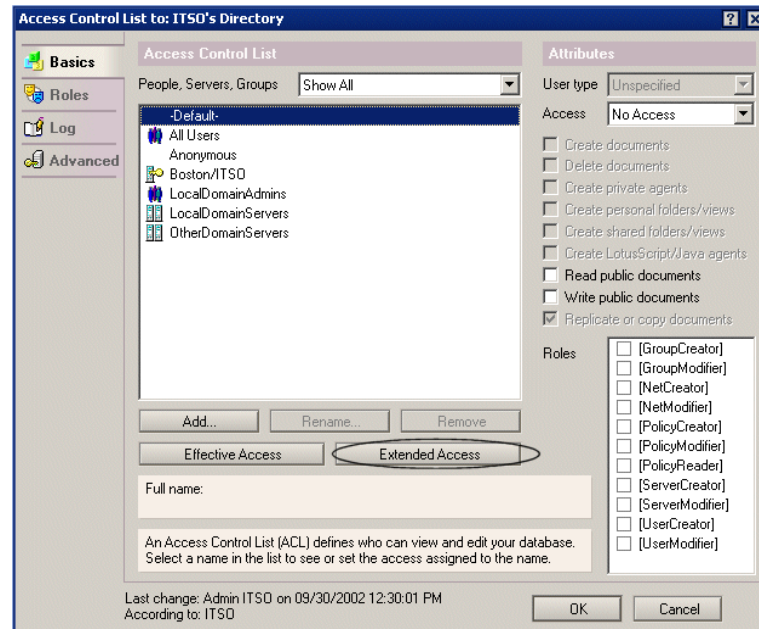 Access Control List to: ITSO's Directory
Basics
Roles
Log
Advanced
Access Control List
People, Servers, Groups Show All
-Default-
All Users
Anonymous
Boston/ITSO
LocalDomainAdmins
LocalDomainServers
OtherDomainServers
Add... Rename... Remove
Effective Access Extended Access
Full name:
An Access Control List (ACL) defines who can view and edit your database.
Select a name in the list to see or set the access assigned to the name.
Attributes
User type Unspecified
Access No Access
Create documents
Delete documents
Create private agents
Create personal folders/views
Create shared folders/views
Create LotusScript/Java agents
Read public documents
Write public documents
Replicate or copy documents
Roles
[GroupCreator]
[GroupModifier]
[NetCreator]
[NetModifier]
[PolicyCreator]
[PolicyModifier]
[PolicyReader]
[ServerCreator]
[ServerModifier]
[UserCreator]
[UserModifier]
Last change: Admin ITSO on 09/30/2002 12:30:01 PM
According to: ITSO
OK Cancel